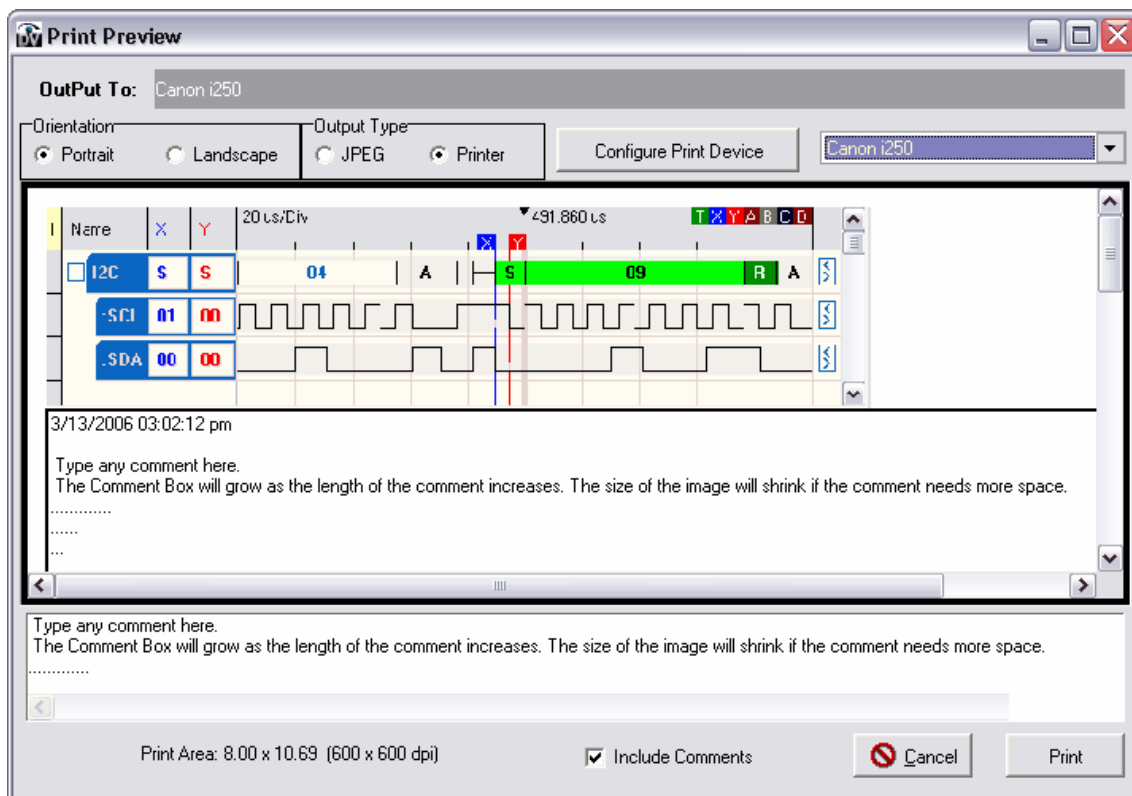 Print Preview
OutPut To: Canon i250
Orientation
Portrait Landscape
Output Type
JPEG Printer
Configure Print Device
Canon i250
Name X Y 20 us/Div 491.860 us T X Y A B C D
X Y
I2C S S 04 A S 09 R A
.SCL 01 00
.SDA 00 00
3/13/2006 03:02:12 pm
Type any comment here.
The Comment Box will grow as the length of the comment increases. The size of the image will shrink if the comment needs more space.
.............
......
...
Type any comment here.
The Comment Box will grow as the length of the comment increases. The size of the image will shrink if the comment needs more space.
.............
Print Area: 8.00 x 10.69 (600 x 600 dpi)
Include Comments
Cancel
Print